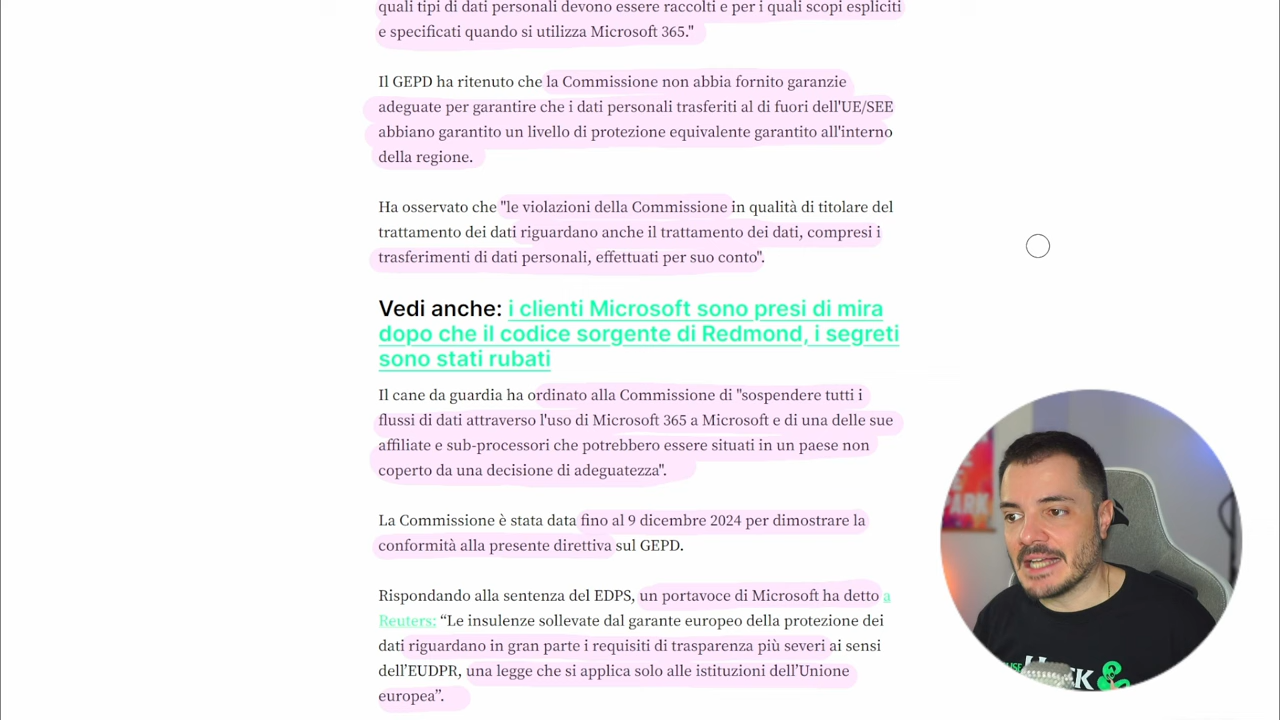 quali tipi di dati personali devono essere raccolti e per i quali scopi espliciti
e specificati quando si utilizza Microsoft 365."
Il GEPD ha ritenuto che la Commissione non abbia fornito garanzie
adeguate per garantire che i dati personali trasferiti al di fuori dell'UE/SEE
abbiano garantito un livello di protezione equivalente garantito all'interno
della regione.
Ha osservato che "le violazioni della Commissione in qualità di titolare del
trattamento dei dati riguardano anche il trattamento dei dati, compresi i
trasferimenti di dati personali, effettuati per suo conto".
Vedi anche: i clienti Microsoft sono presi di mira
dopo che il codice sorgente di Redmond, i segreti
sono stati rubati
Il cane da guardia ha ordinato alla Commissione di "sospendere tutti i
flussi di dati attraverso l'uso di Microsoft 365 a Microsoft e di una delle sue
affiliate e sub-processori che potrebbero essere situati in un paese non
coperto da una decisione di adeguatezza".
La Commissione è stata data fino al 9 dicembre 2024 per dimostrare la
conformità alla presente direttiva sul GEPD.
Rispondando alla sentenza del EDPS, un portavoce di Microsoft ha detto a
Reuters: “Le insulenze sollevate dal garante europeo della protezione dei
dati riguardano in gran parte i requisiti di trasparenza più severi ai sensi
dell’EUDPR, una legge che si applica solo alle istituzioni dell’Unione
europea”.